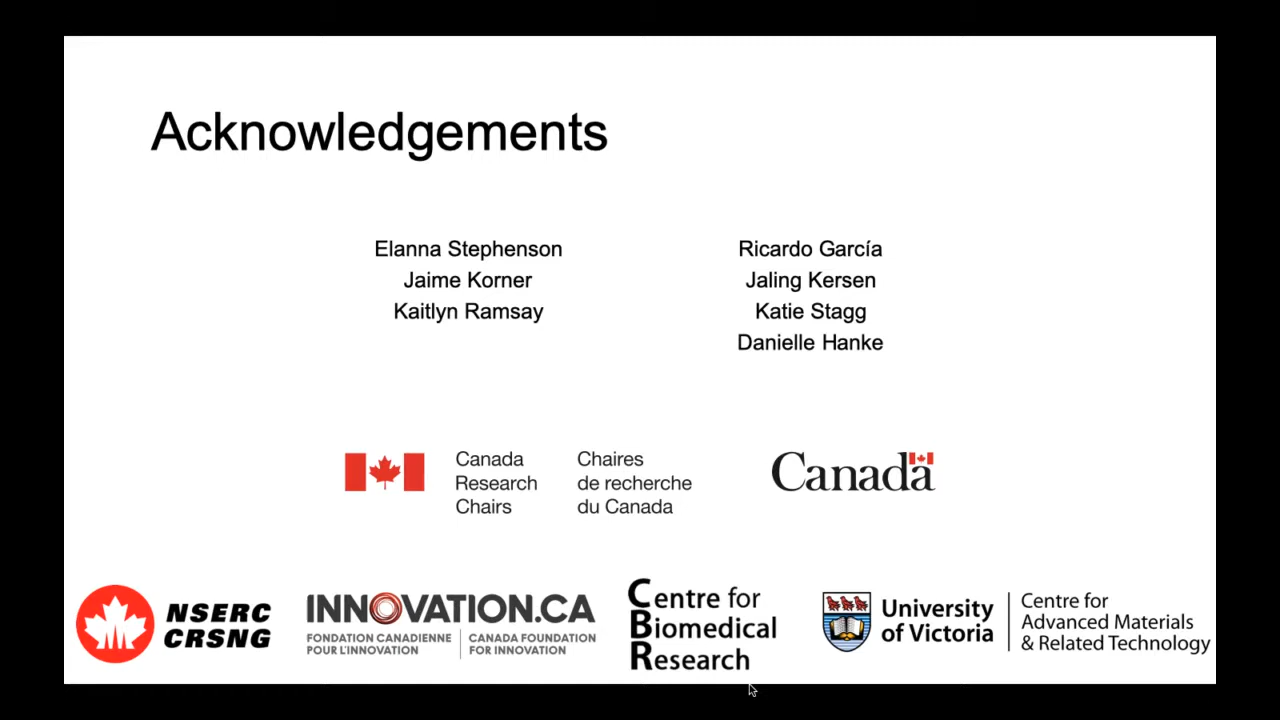 Acknowledgements
Elanna Stephenson
Jaime Korner
Kaitlyn Ramsay
Ricardo García
Jaling Kersen
Katie Stagg
Danielle Hanke
Canada
Research
Chairs
Chaires
de recherche
du Canada
Canada
NSERC
CRSNG
INNOVATION.CA
FONDATION CANADIENNE
POUR L'INNOVATION
CANADA FOUNDATION
FOR INNOVATION
Centre for
Biomedical
Research
University
of Victoria
Centre for
Advanced Materials
& Related Technology